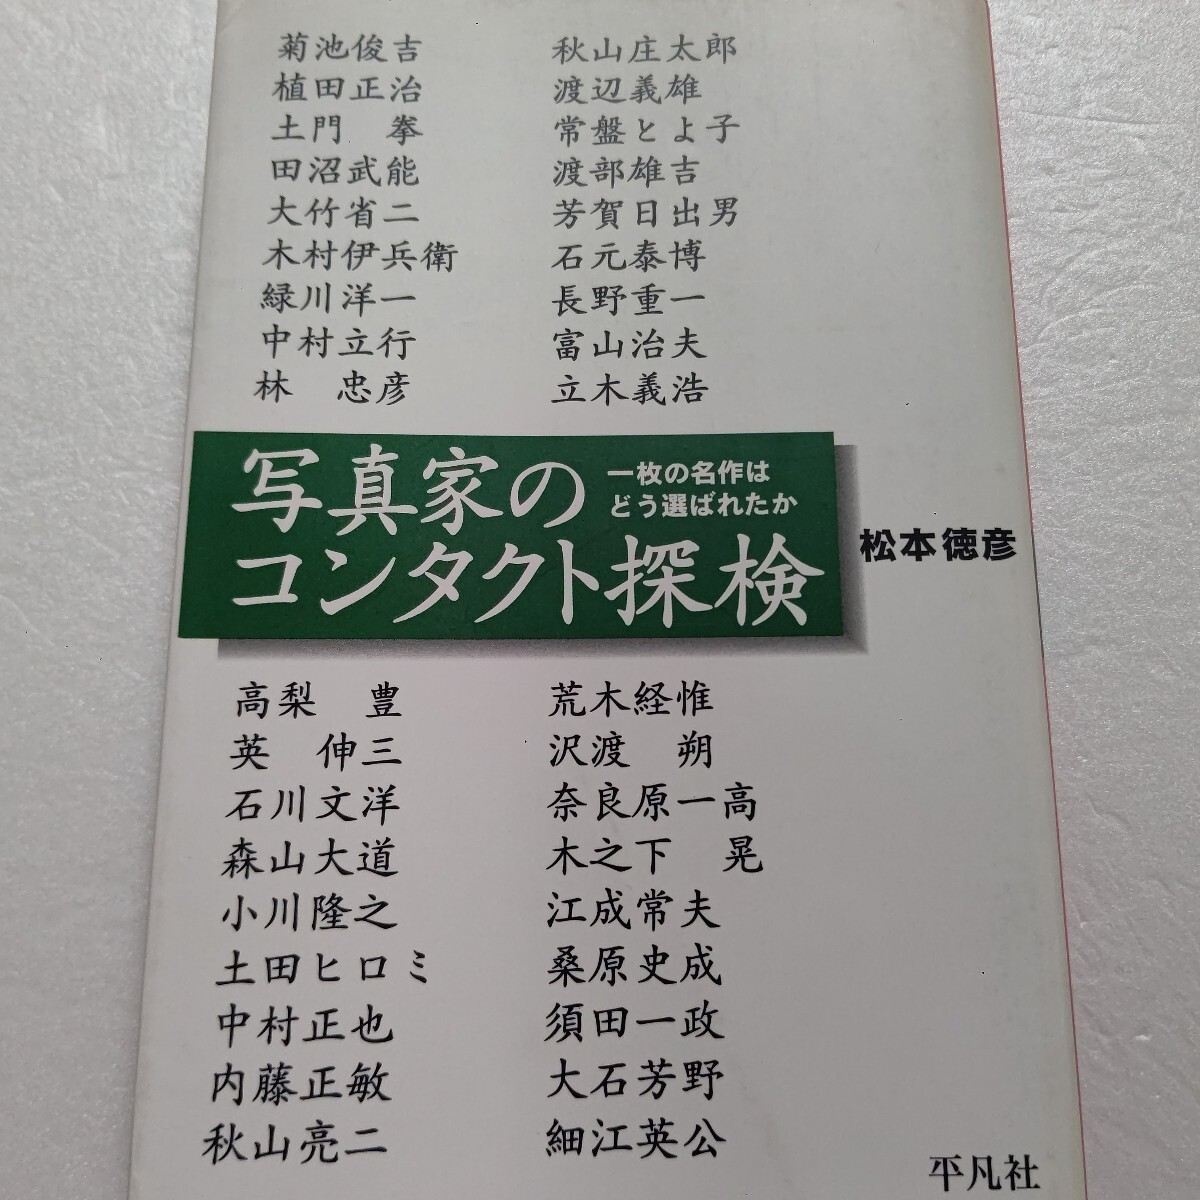 菊池俊吉 秋山庄太郎
植田正治 渡辺義雄
土門 拳 常盤とよ子
田沼武能 渡部雄吉
大竹省二 芳賀日出男
木村伊兵衛 石元泰博
緑川洋一 長野重一
中村立行 富山治夫
林 忠彦 立木義浩
写真家の
コンタクト探検
一枚の名作は
どう選ばれたか
松本徳彦
高梨 豊 荒木経惟
英 伸三 沢渡 朔
石川文洋 奈良原一高
森山大道 木之下 晃
小川隆之 江成常夫
土田ヒロミ 桑原史成
中村正也 須田一政
内藤正敏 大石芳野
秋山亮二 細江英公
平凡社